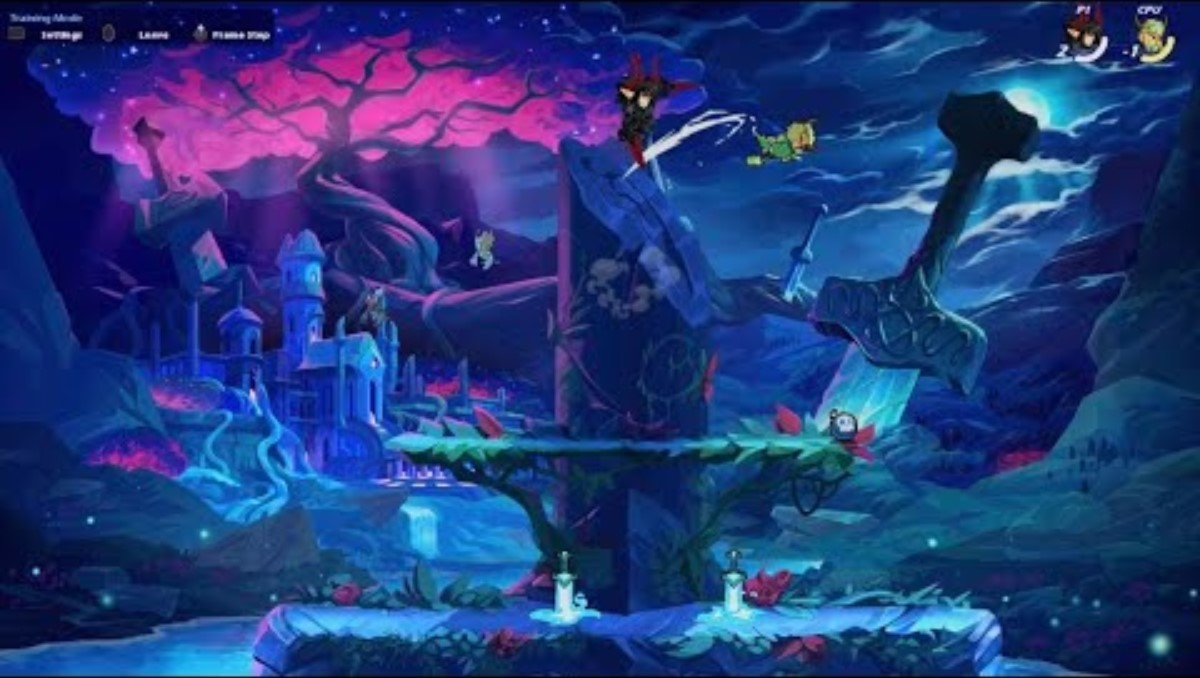 Training Mode
Settings
Leave
Frame Step
P1
CPU
2
-1